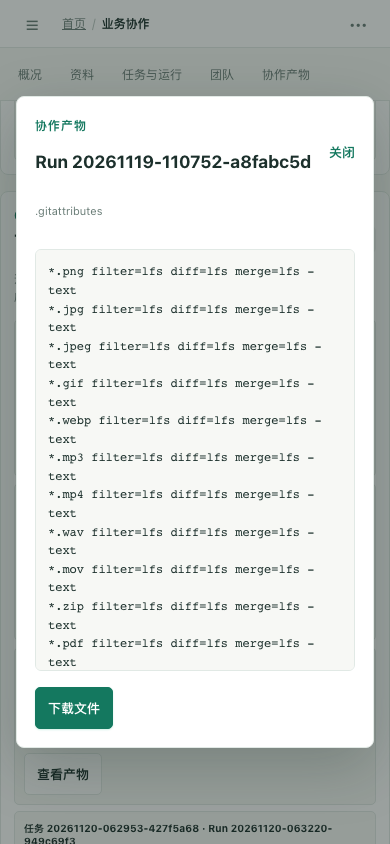 首页 / 业务协作
概况 资料 任务与运行 团队 协作产物
协作产物
Run 20261119-110752-a8fabc5d
关闭
.gitattributes
*.png filter=lfs diff=lfs merge=lfs -
text
*.jpg filter=lfs diff=lfs merge=lfs -
text
*.jpeg filter=lfs diff=lfs merge=lfs -
text
*.gif filter=lfs diff=lfs merge=lfs -
text
*.webp filter=lfs diff=lfs merge=lfs -
text
*.mp3 filter=lfs diff=lfs merge=lfs -
text
*.mp4 filter=lfs diff=lfs merge=lfs -
text
*.wav filter=lfs diff=lfs merge=lfs -
text
*.mov filter=lfs diff=lfs merge=lfs -
text
*.zip filter=lfs diff=lfs merge=lfs -
text
*.pdf filter=lfs diff=lfs merge=lfs -
text
下载文件
查看产物
任务 20261120-062953-427f5a68 · Run 20261120-063220-
949c69f3